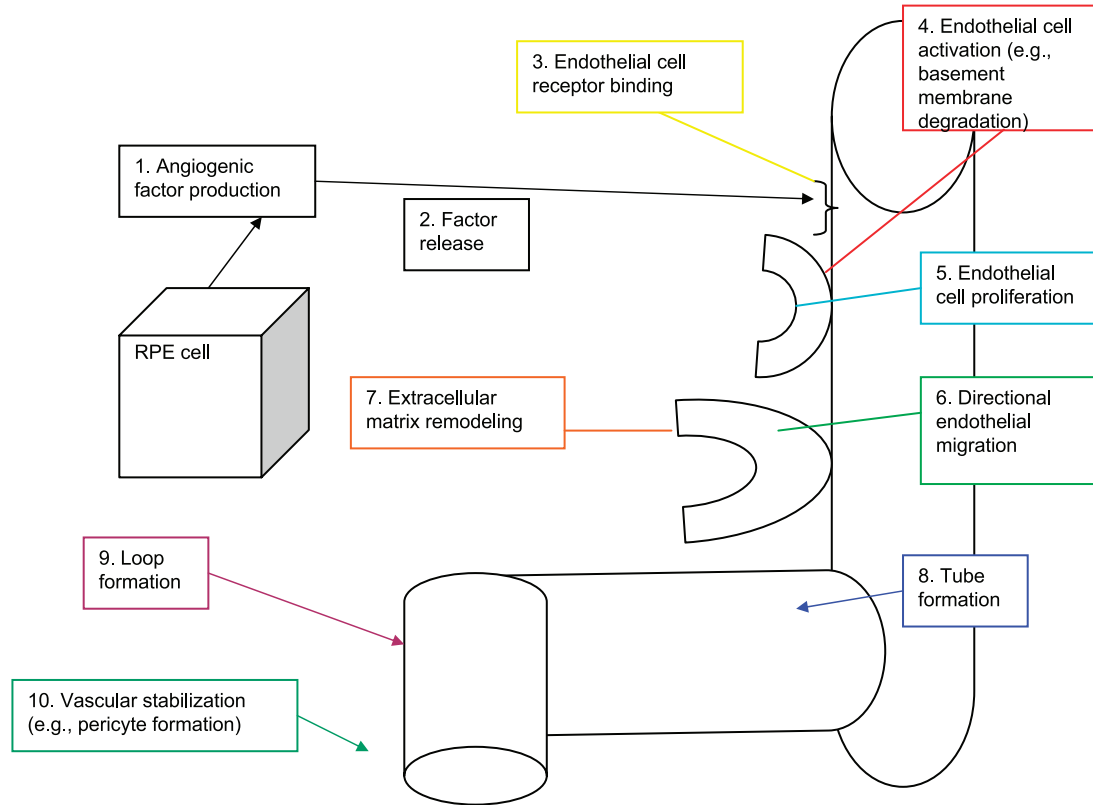 1. Angiogenic
factor production
2. Factor
release
3. Endothelial cell
receptor binding
4. Endothelial cell
activation (e.g.,
basement
membrane
degradation)
RPE cell
5. Endothelial
cell proliferation
6. Directional
endothelial
migration
7. Extracellular
matrix remodeling
8. Tube
formation
9. Loop
formation
10. Vascular stabilization
(e.g., pericyte formation)